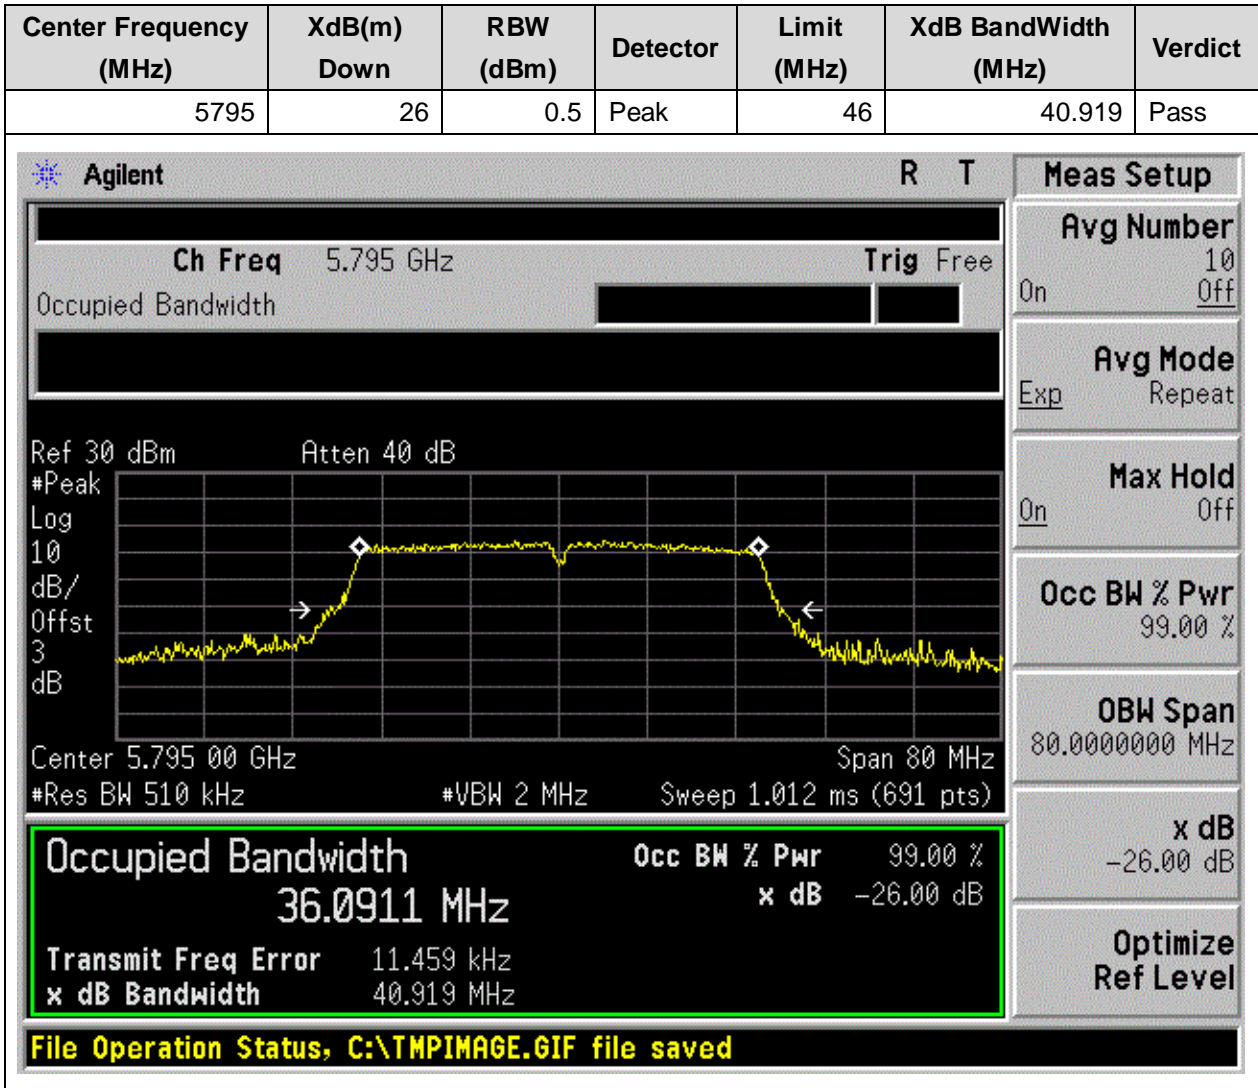 Center Frequency (MHz) XdB(m) Down RBW (dBm) Detector Limit (MHz) XdB BandWidth (MHz) Verdict
5795 26 0.5 Peak 46 40.919 Pass
Agilent R T
Ch Freq 5.795 GHz Trig Free
Occupied Bandwidth
Ref 30 dBm Atten 40 dB
#Peak
Log
10
dB/
Offst
3
dB
Center 5.795 00 GHz Span 80 MHz
#Res BW 510 kHz #VBW 2 MHz Sweep 1.012 ms (691 pts)
Occupied Bandwidth Occ BW % Pwr 99.00 %
36.0911 MHz x dB -26.00 dB
Transmit Freq Error 11.459 kHz
x dB Bandwidth 40.919 MHz
File Operation Status, C:\TMPIMAGE.GIF file saved
Meas Setup
Avg Number
10
On Off
Avg Mode
Exp Repeat
Max Hold
On Off
Occ BW % Pwr
99.00 %
OBW Span
80.0000000 MHz
x dB
-26.00 dB
Optimize
Ref Level